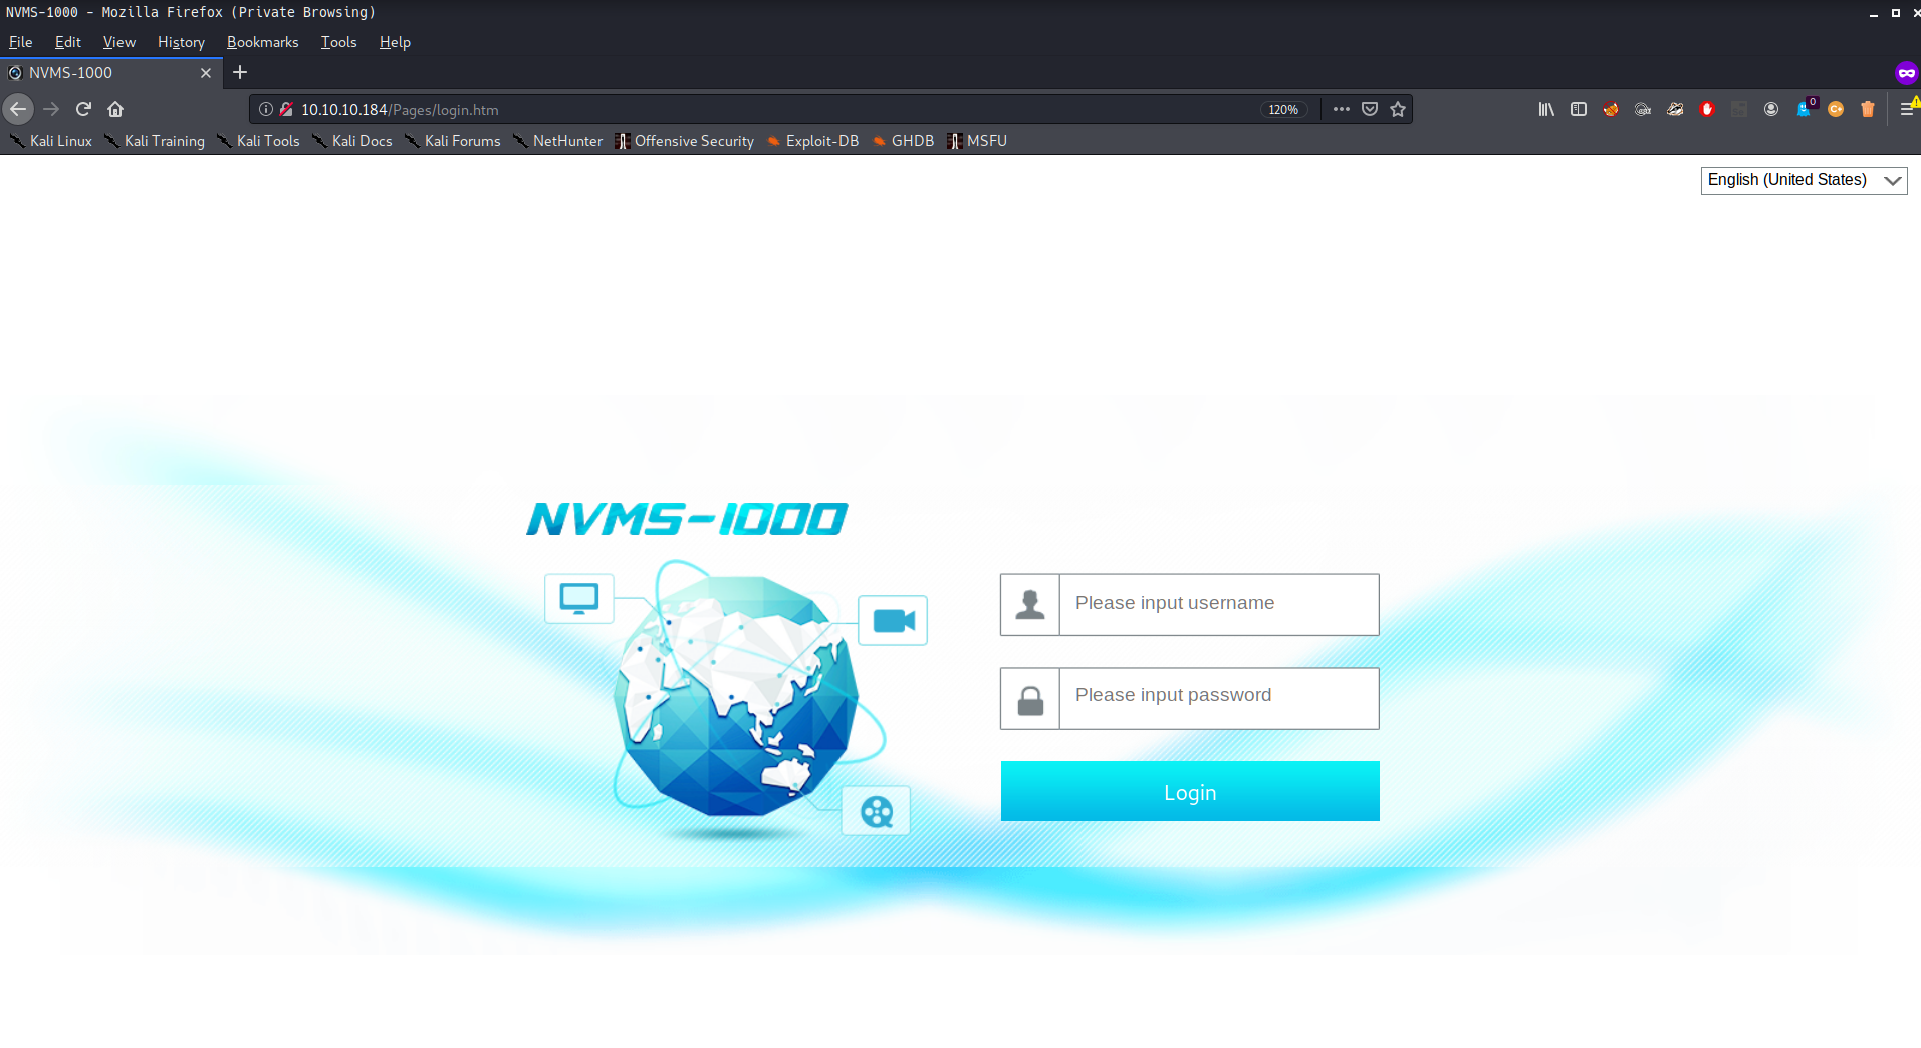 NVMS-1000 - Mozilla Firefox (Private Browsing)
File Edit View History Bookmarks Tools Help
NVMS-1000
10.10.10.184/Pages/login.htm 120% 0
Kali Linux Kali Training Kali Tools Kali Docs Kali Forums NetHunter Offensive Security Exploit-DB GHDB MSFU
English (United States)
NVMS-1000
Please input username
Please input password
Login